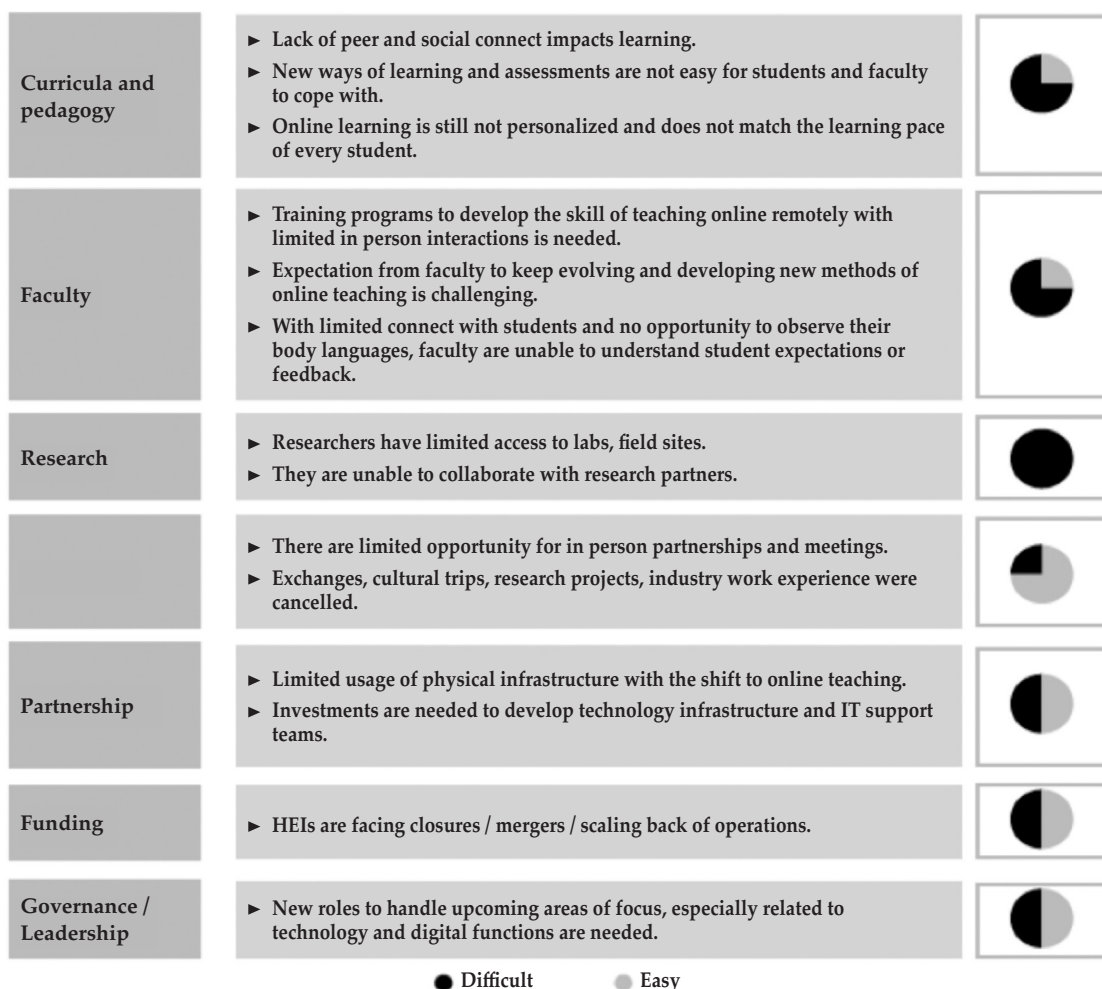 Curricula and
pedagogy
► Lack of peer and social connect impacts learning.
► New ways of learning and assessments are not easy for students and faculty
to cope with.
► Online learning is still not personalized and does not match the learning pace
of every student.
Faculty
► Training programs to develop the skill of teaching online remotely with
limited in person interactions is needed.
► Expectation from faculty to keep evolving and developing new methods of
online teaching is challenging.
► With limited connect with students and no opportunity to observe their
body languages, faculty are unable to understand student expectations or
feedback.
Research
► Researchers have limited access to labs, field sites.
► They are unable to collaborate with research partners.
► There are limited opportunity for in person partnerships and meetings.
► Exchanges, cultural trips, research projects, industry work experience were
cancelled.
Partnership
► Limited usage of physical infrastructure with the shift to online teaching.
► Investments are needed to develop technology infrastructure and IT support
teams.
Funding
► HEIs are facing closures / mergers / scaling back of operations.
Governance /
Leadership
► New roles to handle upcoming areas of focus, especially related to
technology and digital functions are needed.
Difficult Easy